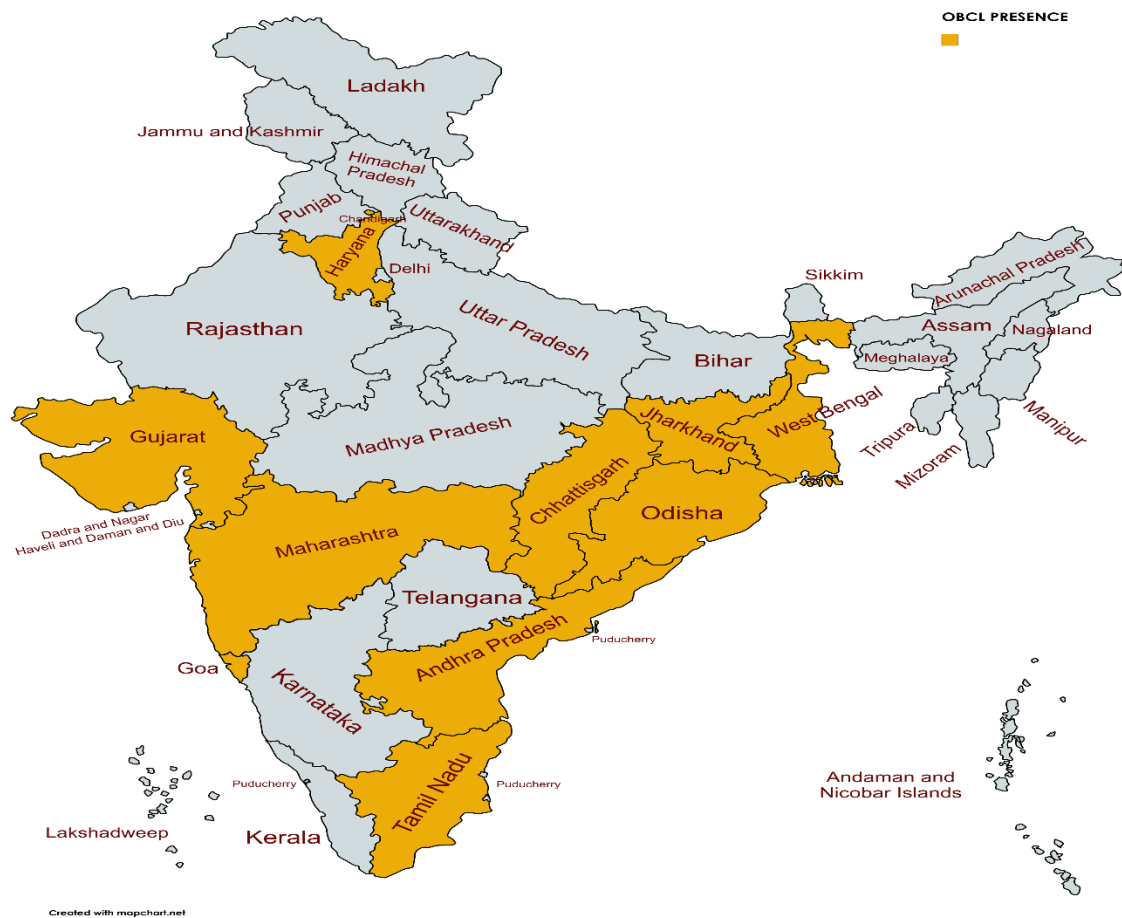 OBCL PRESENCE
Ladakh
Jammu and Kashmir
Himachal
Pradesh
Punjab
Chandigarh
Uttarakhand
Haryana
Delhi
Sikkim
Arunachal Pradesh
Rajasthan
Uttar Pradesh
Assam
Nagaland
Bihar
Meghalaya
Gujarat
Madhya Pradesh
Jharkhand
West Bengal
Tripura
Mizoram
Manipur
Chhattisgarh
Odisha
Dadra and Nagar
Haveli and Daman and Diu
Maharashtra
Telangana
Puducherry
Andhra Pradesh
Goa
Karnataka
Puducherry
Tamil Nadu
Puducherry
Andaman and
Nicobar Islands
Lakshadweep
Kerala
Created with mapchart.net